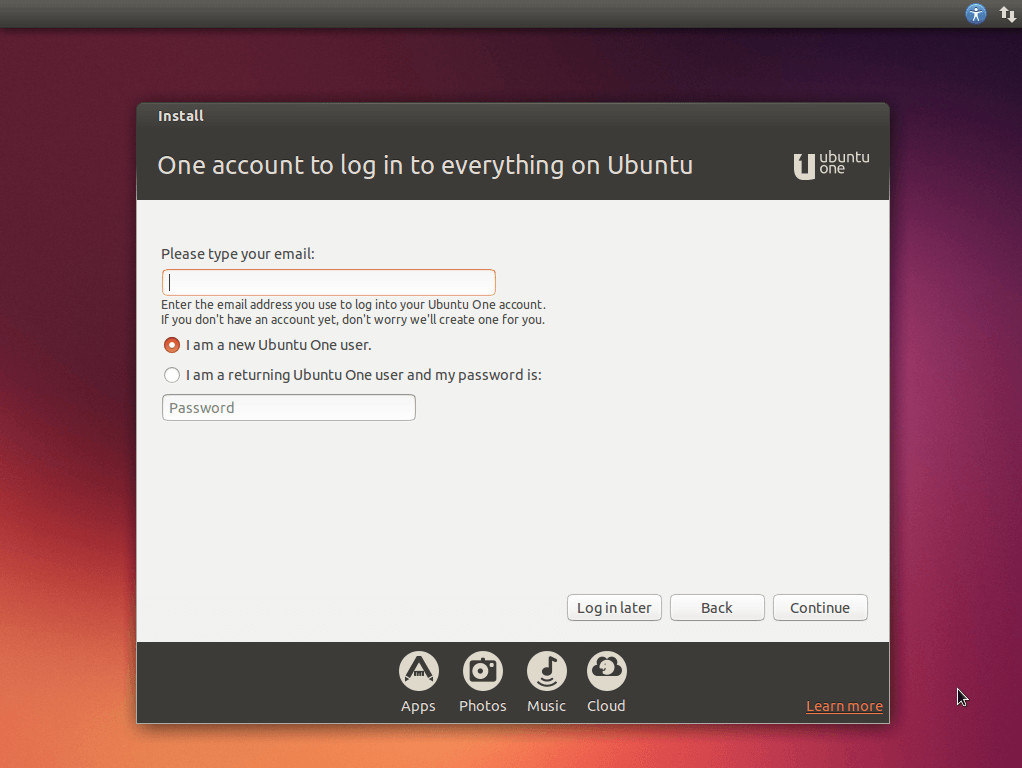 Install
One account to log in to everything on Ubuntu
ubuntu
one
Please type your email:
Enter the email address you use to log into your Ubuntu One account.
If you don't have an account yet, don't worry we'll create one for you.
I am a new Ubuntu One user.
I am a returning Ubuntu One user and my password is:
Password
Log in later
Back
Continue
Apps
Photos
Music
Cloud
Learn more